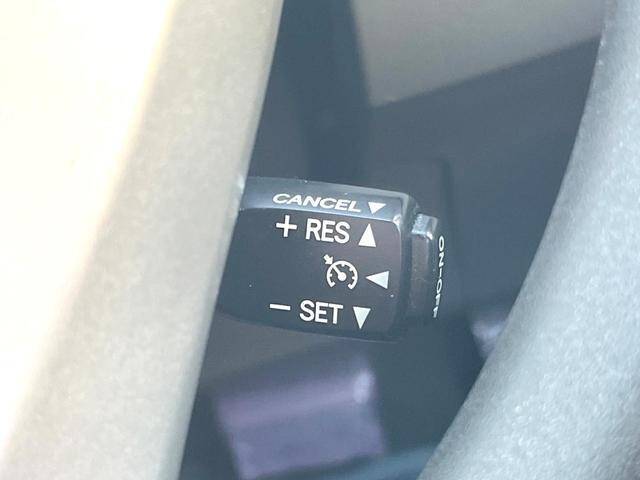 CANCEL ▼
+ RES ▲
◀
− SET ▼
ON-OFF